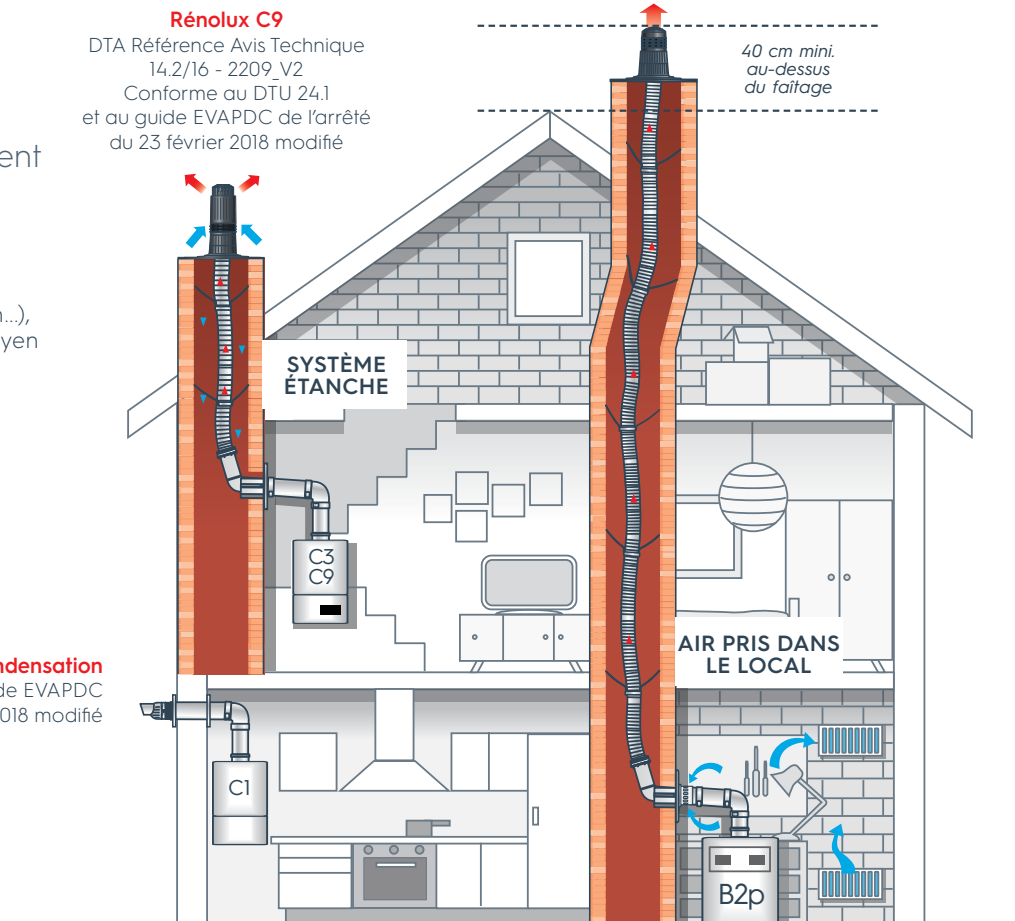 Rénolux C9
DTA Référence Avis Technique
14.2/16 - 2209_V2
Conforme au DTU 24.1
et au guide EVAPDC de l'arrêté
du 23 février 2018 modifié
40 cm mini.
au-dessus
du faîtage
ent
n...),
yen
SYSTÈME
ÉTANCHE
C3
C9
AIR PRIS DANS
LE LOCAL
ndensation
de EVAPDC
2018 modifié
C1
B2p